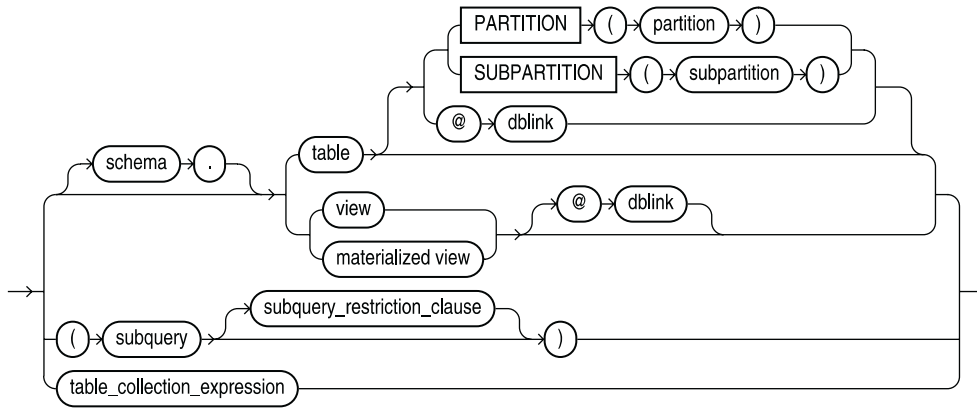 PARTITION ( partition )
SUBPARTITION ( subpartition )
@ dblink
schema . table
view @ dblink
materialized view
subquery_restriction_clause
( subquery )
table_collection_expression